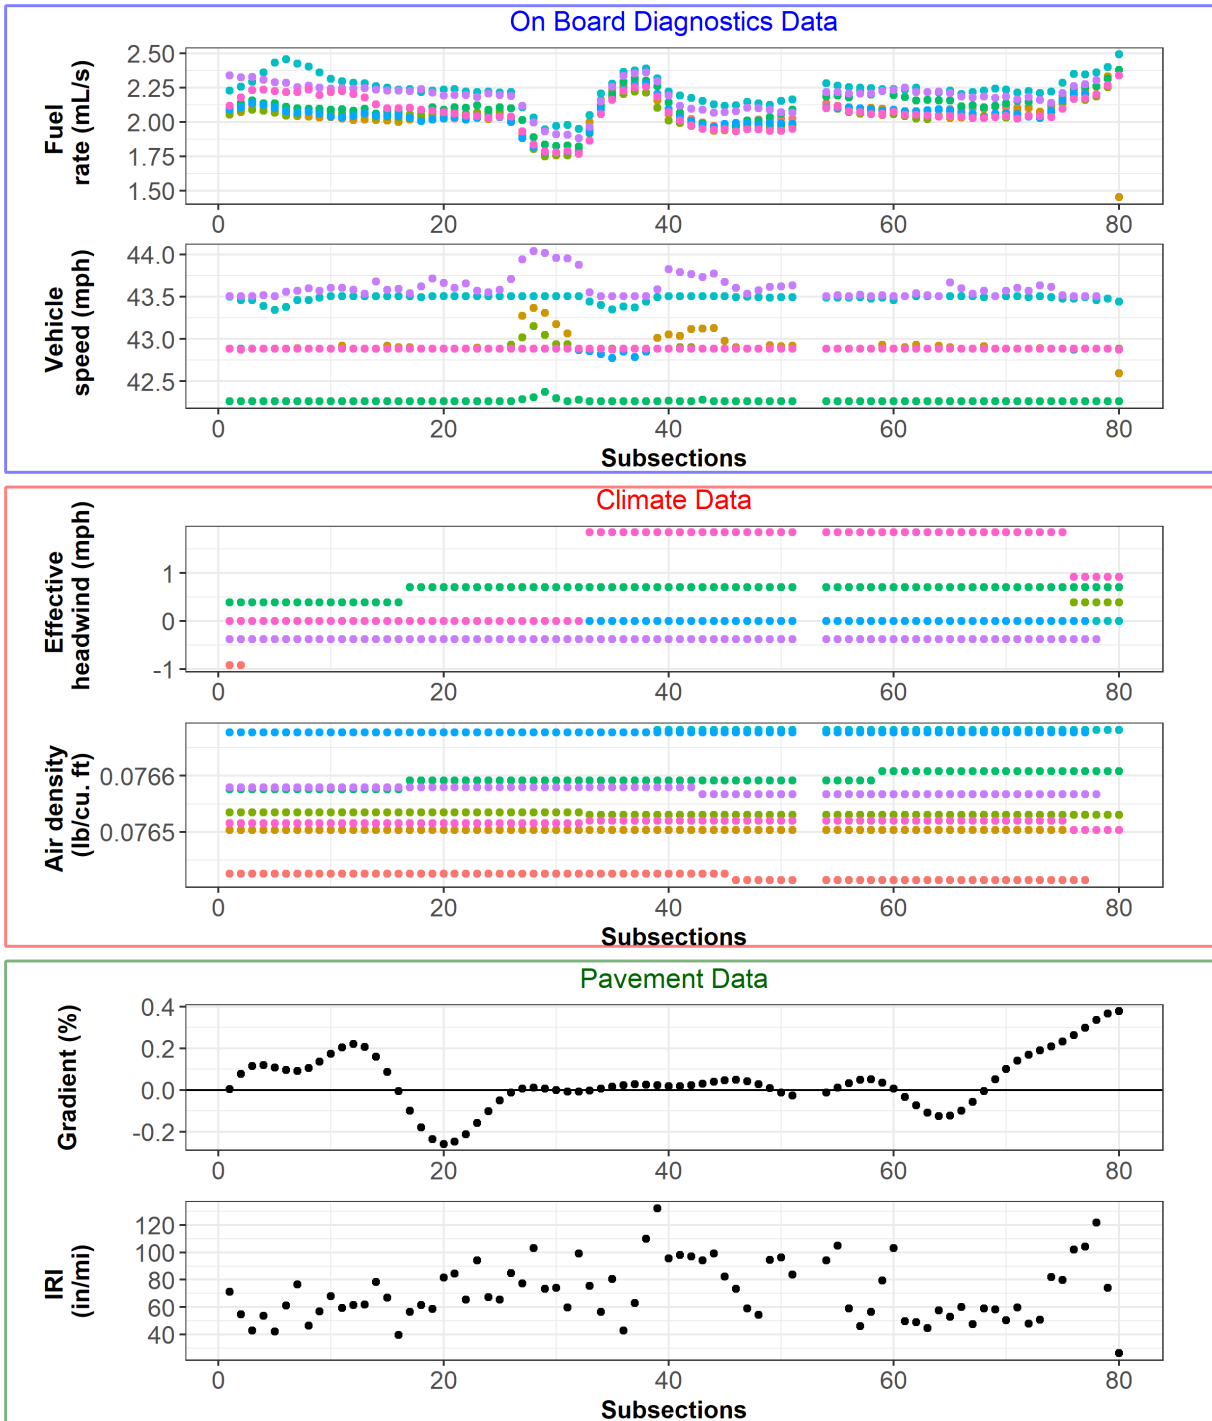 On Board Diagnostics Data
Fuel
rate (mL/s)
2.50
2.25
2.00
1.75
1.50
0 20 40 60 80
Vehicle
speed (mph)
44.0
43.5
43.0
42.5
0 20 40 60 80
Subsections
Climate Data
Effective
headwind (mph)
1
0
-1
0 20 40 60 80
Air density
(lb/cu. ft)
0.0766
0.0765
0 20 40 60 80
Subsections
Pavement Data
Gradient (%)
0.4
0.2
0.0
-0.2
0 20 40 60 80
IRI
(in/mi)
120
100
80
60
40
0 20 40 60 80
Subsections